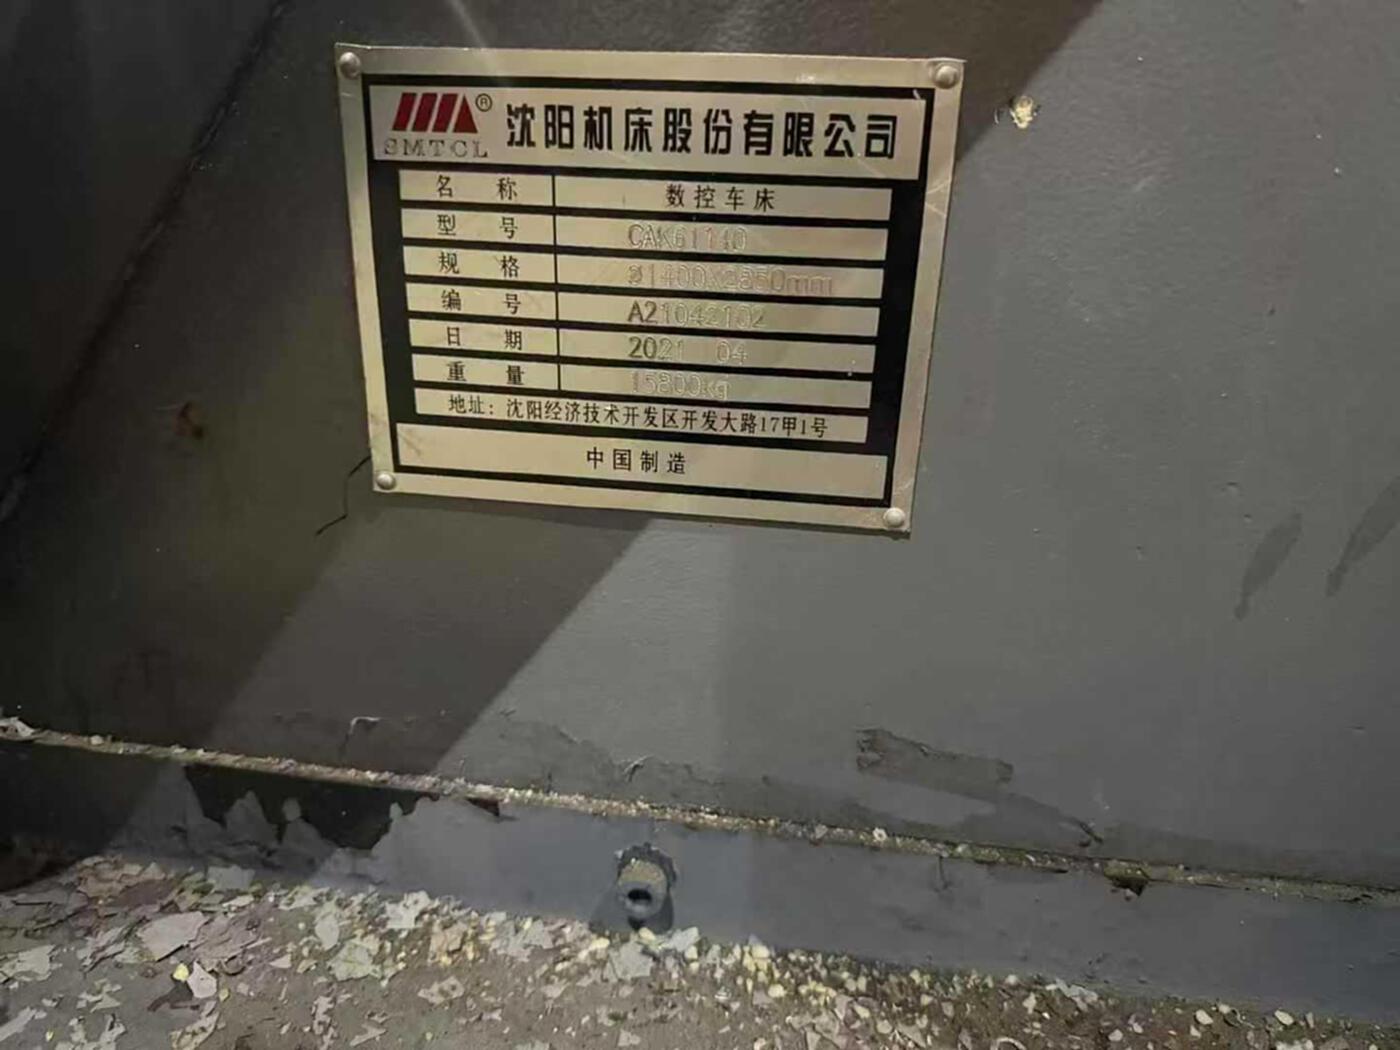 SMTCL® 沈阳机床股份有限公司
名 称 数控车床
型 号 CAK61140
规 格 ø1400X2850mm
编 号 A21042102
日 期 2021 04
重 量 15800kg
地址：沈阳经济技术开发区开发大路17甲1号
中国制造